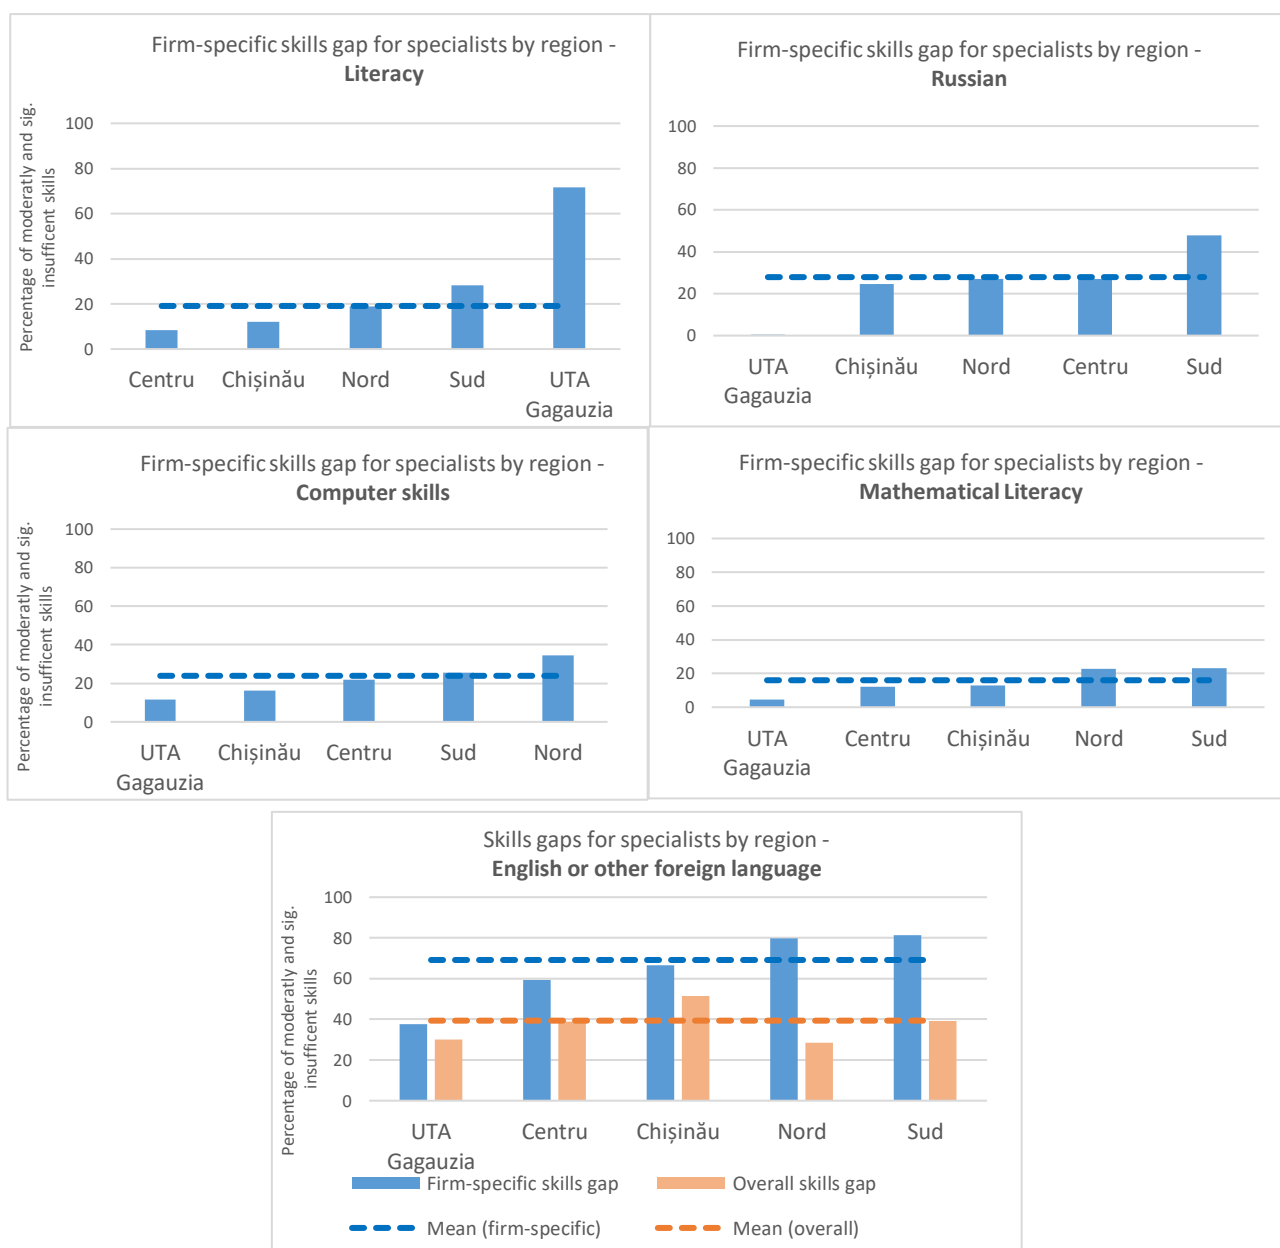 Firm-specific skills gap for specialists by region -
Literacy
Percentage of moderatly and sig.
insufficent skills
100
80
60
40
20
0
Centru
Chișinău
Nord
Sud
UTA
Gagauzia
Firm-specific skills gap for specialists by region -
Russian
100
80
60
40
20
0
UTA
Gagauzia
Chișinău
Nord
Centru
Sud
Firm-specific skills gap for specialists by region -
Computer skills
Percentage of moderatly and sig.
insufficent skills
100
80
60
40
20
0
UTA
Gagauzia
Chișinău
Centru
Sud
Nord
Firm-specific skills gap for specialists by region -
Mathematical Literacy
100
80
60
40
20
0
UTA
Gagauzia
Centru
Chișinău
Nord
Sud
Skills gaps for specialists by region -
English or other foreign language
Percentage of moderatly and sig.
insufficent skills
100
80
60
40
20
0
UTA
Gagauzia
Centru
Chișinău
Nord
Sud
Firm-specific skills gap
Overall skills gap
Mean (firm-specific)
Mean (overall)